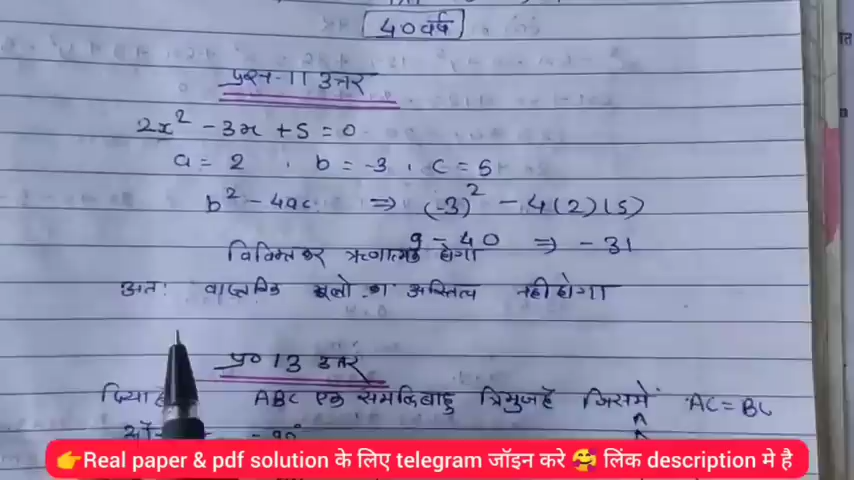 40 वर्ष
प्रश्न-11 उत्तर
2x² - 3x + 5 = 0
a = 2 , b = -3 , c = 5
b² - 4ac ⇒ (-3)² - 4(2)(5)
9 - 40 ⇒ -31
विविक्तकर ऋणात्मक होगा
अतः वास्तविक मूलो का अस्तित्व नही होगा
प्र० 13 उत्तर
दिया है ABC एक समद्विबाहु त्रिभुज है जिसमें AC = BC
👉Real paper & pdf solution के लिए telegram जॉइन करे 🥰 लिंक description मे है